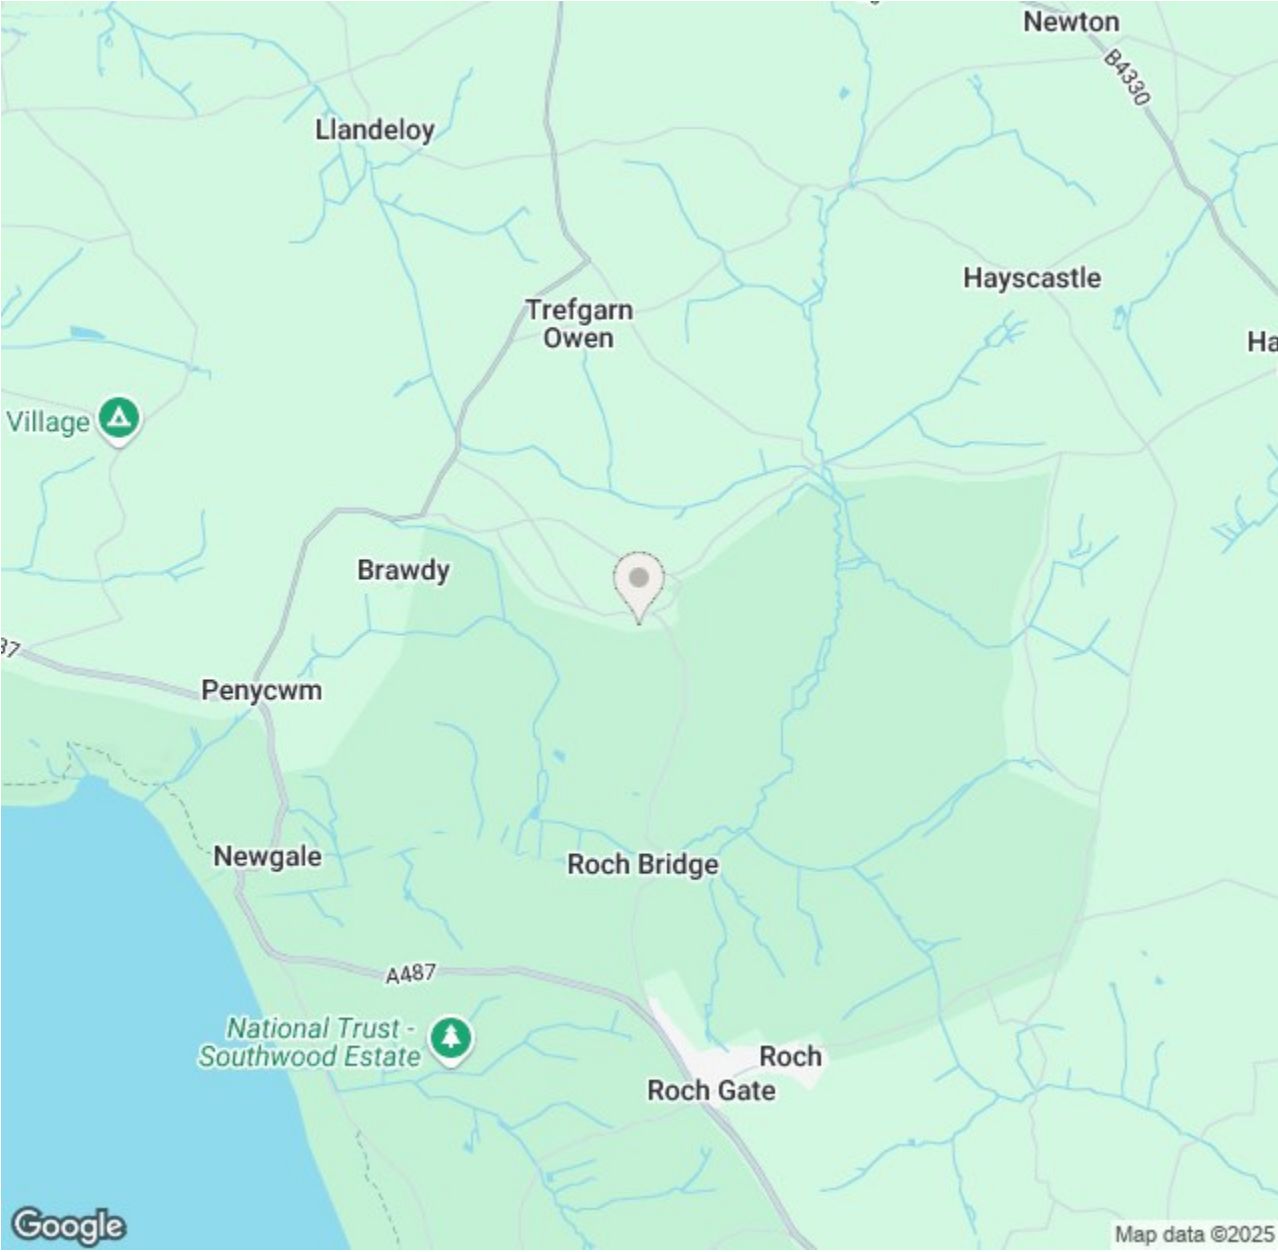 Newton
B4330
Llandeloy
Hayscastle
Trefgarn
Owen
Ha
Village
Brawdy
37
Penycwm
Newgale
Roch Bridge
A487
National Trust -
Southwood Estate
Roch
Roch Gate
Google
Map data ©2025